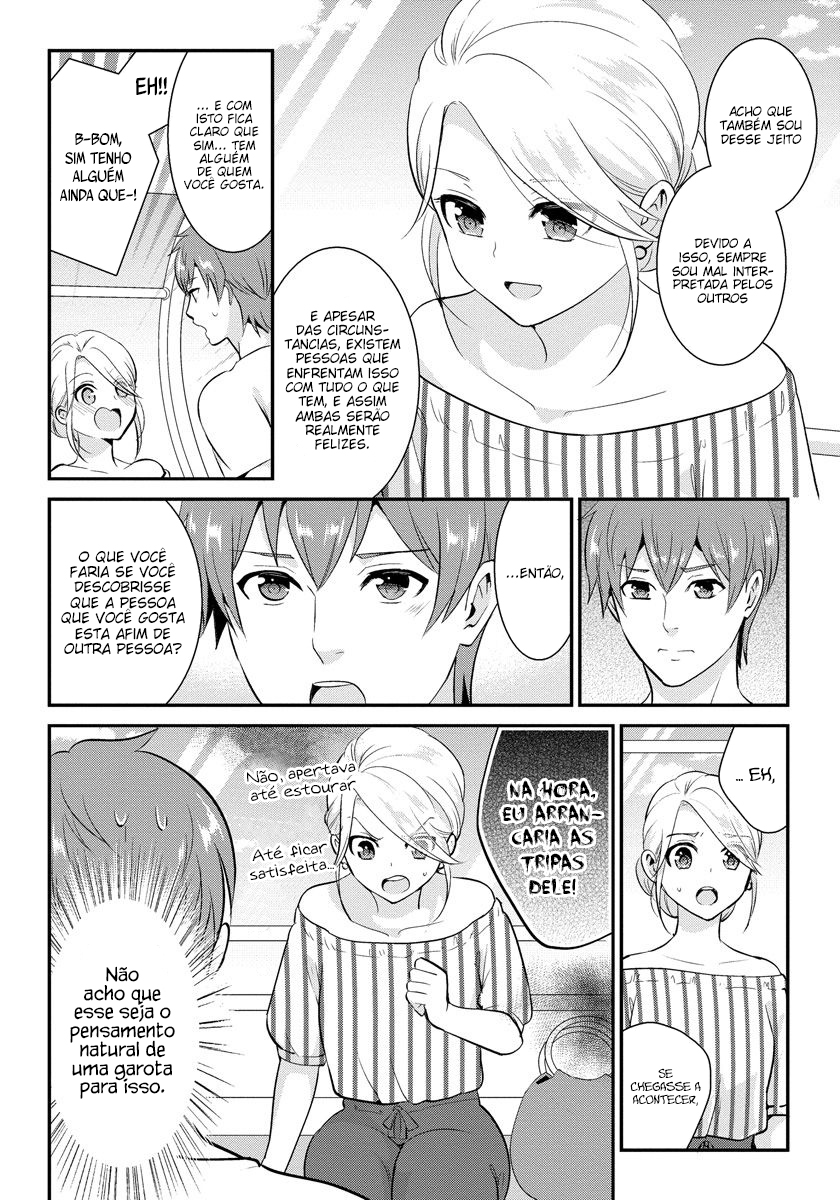 ACHO QUE
TAMBÉM SOU
DESSE JEITO
DEVIDO A
ISSO, SEMPRE
SOU MAL INTER-
PRETADA PELOS
OUTROS
E APESAR
DAS CIRCUNS-
TANCIAS, EXISTEM
PESSOAS QUE
ENFRENTAM ISSO
COM TUDO O QUE
TEM, E ASSIM
AMBAS SERÃO
REALMENTE
FELIZES.
... E COM
ISTO FICA
CLARO QUE
SIM... TEM
ALGUÉM
DE QUEM
VOCÊ GOSTA.
EH!!
B-BOM,
SIM TENHO
ALGUÉM
AINDA QUE-!
...ENTÃO,
O QUE VOCÊ
FARIA SE VOCÊ
DESCOBRISSE
QUE A PESSOA
QUE VOCÊ GOSTA
ESTA AFIM DE
OUTRA PESSOA?
... EH,
SE
CHEGASSE A
ACONTECER,
NA HORA,
EU ARRAN-
CARIA AS
TRIPAS
DELE!
Não, apertava
até estourar
Até ficar
satisfeita...
Não
acho que
esse seja o
pensamento
natural de
uma garota
para isso.